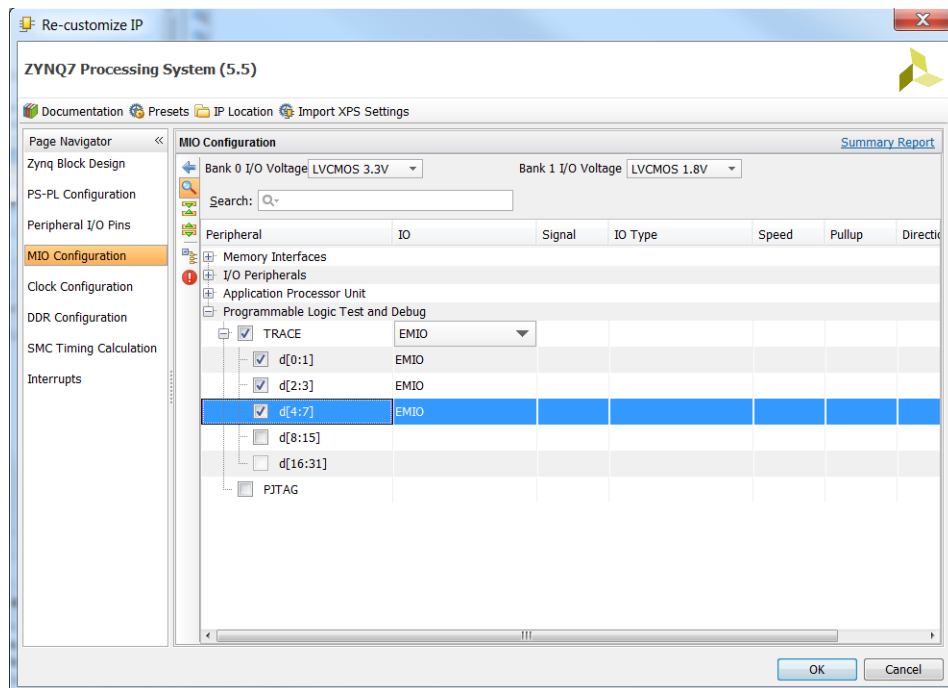 Re-customize IP
ZYNQ7 Processing System (5.5)
Documentation Presets IP Location Import XPS Settings
Page Navigator «
Zynq Block Design
PS-PL Configuration
Peripheral I/O Pins
MIO Configuration
Clock Configuration
DDR Configuration
SMC Timing Calculation
Interrupts
MIO Configuration Summary Report
Bank 0 I/O Voltage LVCMOS 3.3V Bank 1 I/O Voltage LVCMOS 1.8V
Search:
Peripheral IO Signal IO Type Speed Pullup Directio
Memory Interfaces
I/O Peripherals
Application Processor Unit
Programmable Logic Test and Debug
TRACE EMIO
d[0:1] EMIO
d[2:3] EMIO
d[4:7] EMIO
d[8:15]
d[16:31]
PJTAG
OK Cancel